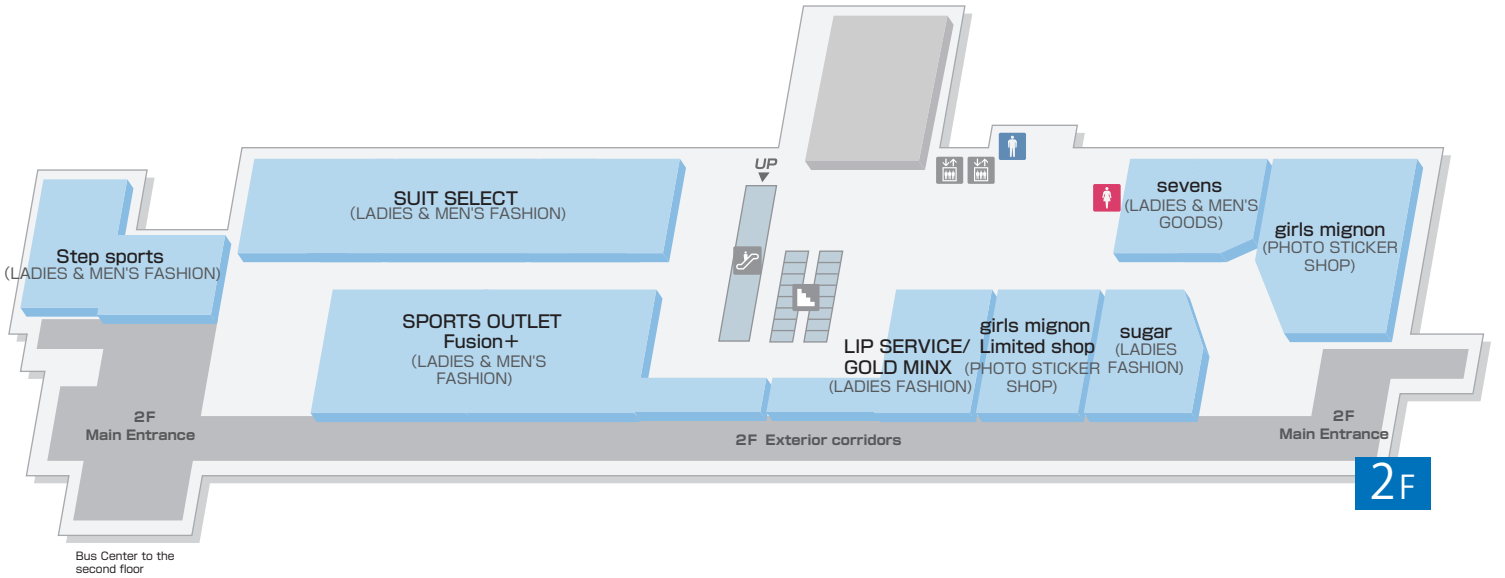 UP
SUIT SELECT
(LADIES & MEN'S FASHION)
Step sports
(LADIES & MEN'S FASHION)
sevens
(LADIES & MEN'S
GOODS)
girls mignon
(PHOTO STICKER
SHOP)
SPORTS OUTLET
Fusion+
(LADIES & MEN'S
FASHION)
LIP SERVICE/
GOLD MINX
(LADIES FASHION)
girls mignon
Limited shop
(PHOTO STICKER
SHOP)
sugar
(LADIES
FASHION)
2F
Main Entrance
2F Exterior corridors
2F
Main Entrance
2F
Bus Center to the
second floor